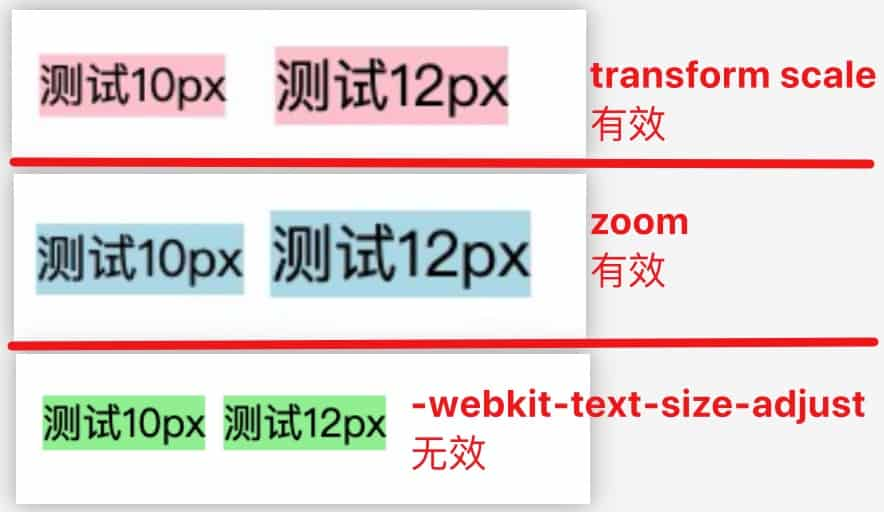 测试10px 测试12px transform scale
有效
测试10px 测试12px zoom
有效
测试10px 测试12px -webkit-text-size-adjust
无效